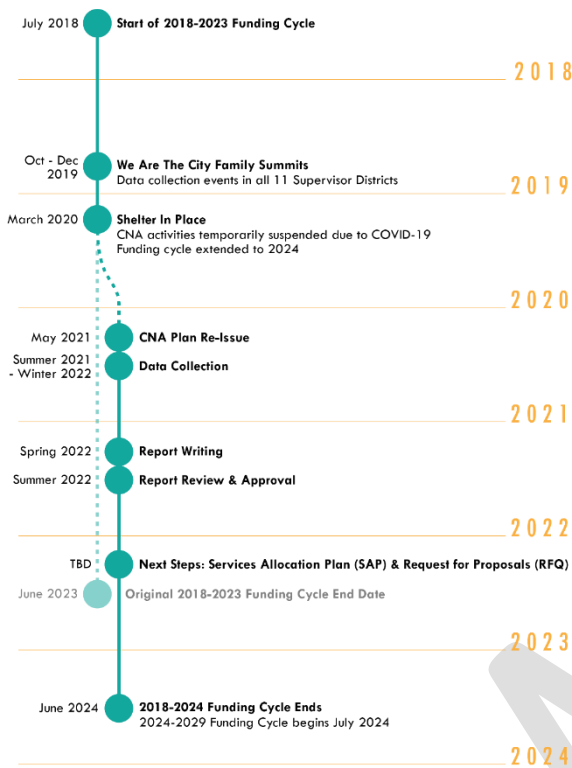 July 2018 Start of 2018-2023 Funding Cycle
2018
Oct - Dec
2019
We Are The City Family Summits
Data collection events in all 11 Supervisor Districts
2019
March 2020 Shelter In Place
CNA activities temporarily suspended due to COVID-19
Funding cycle extended to 2024
2020
May 2021 CNA Plan Re-Issue
Summer 2021
- Winter 2022
Data Collection
2021
Spring 2022 Report Writing
Summer 2022 Report Review & Approval
2022
TBD Next Steps: Services Allocation Plan (SAP) & Request for Proposals (RFQ)
June 2023 Original 2018-2023 Funding Cycle End Date
2023
June 2024 2018-2024 Funding Cycle Ends
2024-2029 Funding Cycle begins July 2024
2024